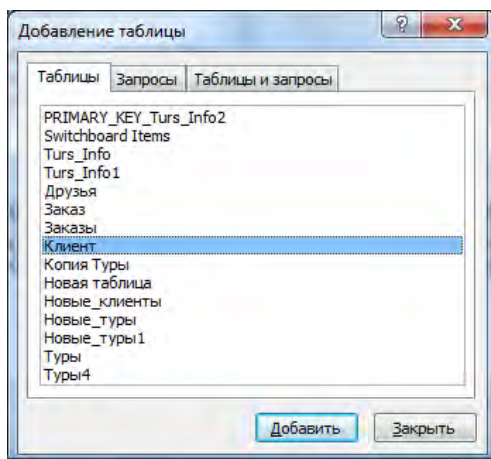 Добавление таблицы
?
Таблицы Запросы Таблицы и запросы
PRIMARY_KEY_Turs_Info2
Switchboard Items
Turs_Info
Turs_Info1
Друзья
Заказ
Заказы
Клиент
Копия Туры
Новая таблица
Новые_клиенты
Новые_туры
Новые_туры1
Туры
Туры4
Добавить Закрыть